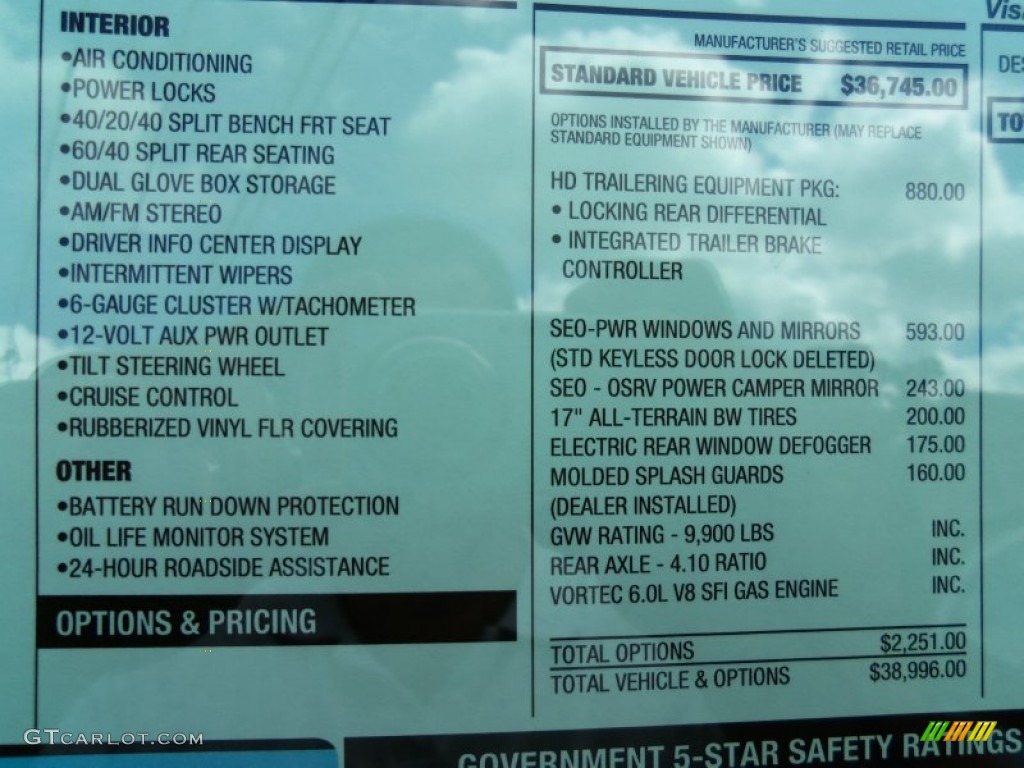 INTERIOR
•AIR CONDITIONING
•POWER LOCKS
•40/20/40 SPLIT BENCH FRT SEAT
•60/40 SPLIT REAR SEATING
•DUAL GLOVE BOX STORAGE
•AM/FM STEREO
•DRIVER INFO CENTER DISPLAY
•INTERMITTENT WIPERS
•6-GAUGE CLUSTER W/TACHOMETER
•12-VOLT AUX PWR OUTLET
•TILT STEERING WHEEL
•CRUISE CONTROL
•RUBBERIZED VINYL FLR COVERING
OTHER
•BATTERY RUN DOWN PROTECTION
•OIL LIFE MONITOR SYSTEM
•24-HOUR ROADSIDE ASSISTANCE
OPTIONS & PRICING
MANUFACTURER'S SUGGESTED RETAIL PRICE
STANDARD VEHICLE PRICE $36,745.00
OPTIONS INSTALLED BY THE MANUFACTURER (MAY REPLACE
STANDARD EQUIPMENT SHOWN)
HD TRAILERING EQUIPMENT PKG: 880.00
• LOCKING REAR DIFFERENTIAL
• INTEGRATED TRAILER BRAKE
CONTROLLER
SEO-PWR WINDOWS AND MIRRORS 593.00
(STD KEYLESS DOOR LOCK DELETED)
SEO - OSRV POWER CAMPER MIRROR 243.00
17" ALL-TERRAIN BW TIRES 200.00
ELECTRIC REAR WINDOW DEFOGGER 175.00
MOLDED SPLASH GUARDS 160.00
(DEALER INSTALLED)
GVW RATING - 9,900 LBS INC.
REAR AXLE - 4.10 RATIO INC.
VORTEC 6.0L V8 SFI GAS ENGINE INC.
TOTAL OPTIONS $2,251.00
TOTAL VEHICLE & OPTIONS $38,996.00
Vis
DES
TO
GOVERNMENT 5-STAR SAFETY RATINGS
GTCARLOT.COM